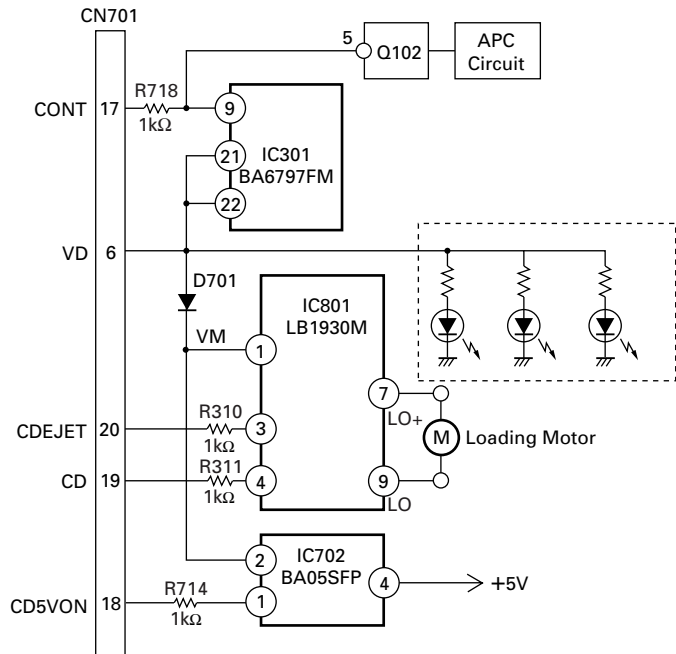 CN701
5
Q102
APC
Circuit
R718
CONT 17
1kΩ
9
21
IC301
BA6797FM
22
VD 6
D701
IC801
LB1930M
VM
1
7
LO+
R310
CDEJET 20
1kΩ
3
M
Loading Motor
R311
CD 19
1kΩ
4
9
LO
2
IC702
BA05SFP
4
+5V
R714
CD5VON 18
1kΩ
1